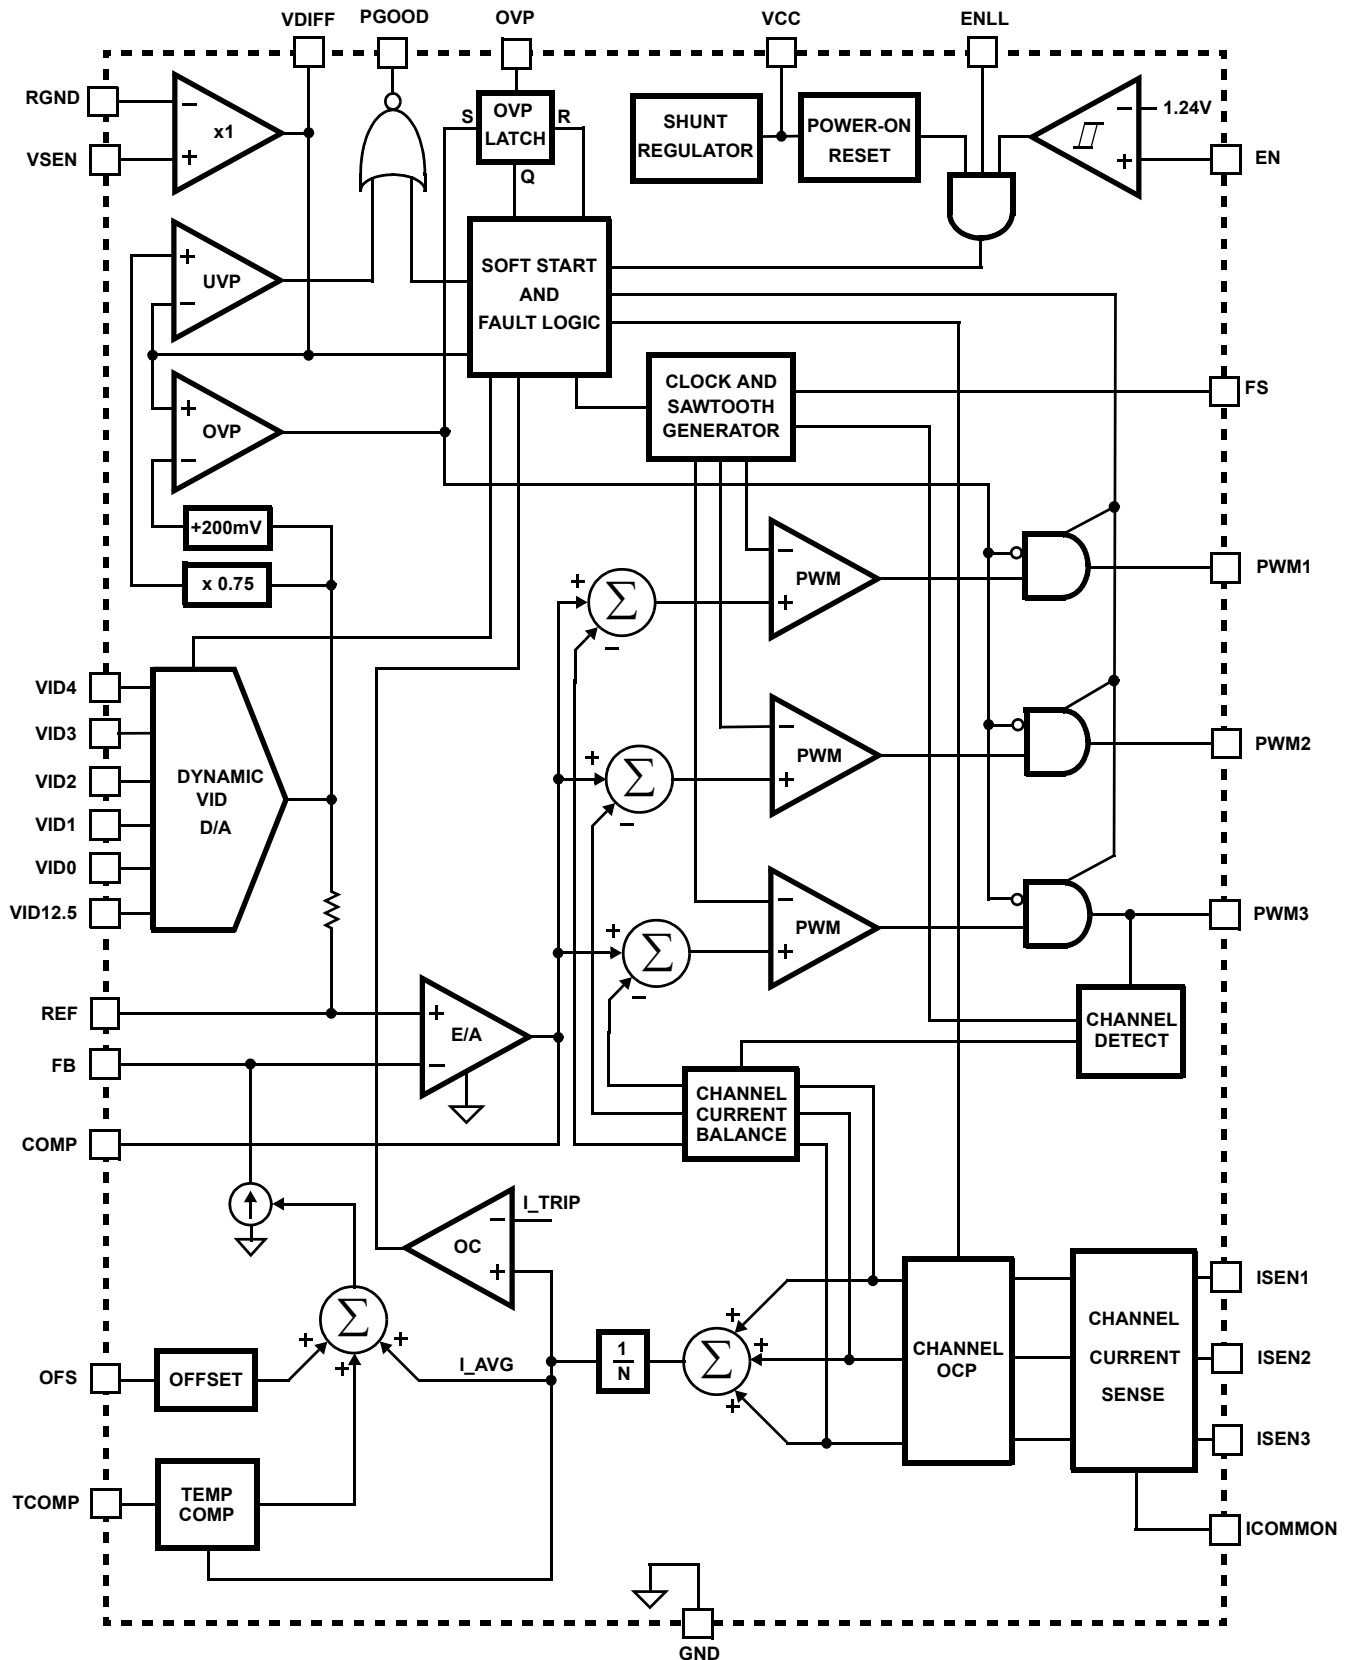 VDIFF
PGOOD
OVP
VCC
ENLL
RGND
−
x1
+
VSEN
S
OVP
LATCH
R
Q
SHUNT
REGULATOR
POWER-ON
RESET
−
1.24V
+
EN
+
UVP
−
SOFT START
AND
FAULT LOGIC
+
OVP
−
CLOCK AND
SAWTOOTH
GENERATOR
FS
+200mV
x 0.75
−
PWM
+
PWM1
+
Σ
−
VID4
VID3
VID2
VID1
VID0
VID12.5
DYNAMIC
VID
D/A
−
PWM
+
PWM2
+
Σ
−
−
PWM
+
PWM3
+
Σ
−
REF
FB
COMP
+
E/A
−
CHANNEL
DETECT
CHANNEL
CURRENT
BALANCE
I_TRIP
−
OC
+
Σ
+
+
+
OFS
OFFSET
I_AVG
1
N
Σ
+
+
+
CHANNEL
OCP
CHANNEL
CURRENT
SENSE
ISEN1
ISEN2
ISEN3
TCOMP
TEMP
COMP
ICOMMON
GND